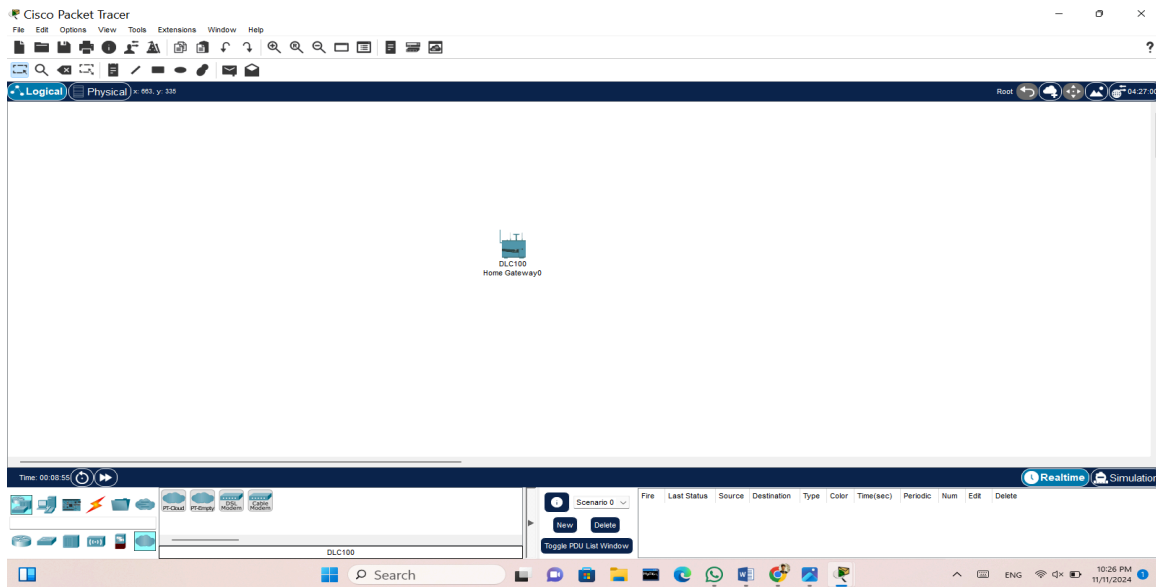 Cisco Packet Tracer
File Edit Options View Tools Extensions Window Help
?
Logical Physical x: 663, y: 335 Root 04:27:00
DLC100
Home Gateway0
Time: 00:08:55 Realtime Simulation
PT-Cloud PT-Empty DSL Modem Cable Modem
DLC100
Scenario 0
New Delete
Toggle PDU List Window
Fire Last Status Source Destination Type Color Time(sec) Periodic Num Edit Delete
Search
ENG 10:26 PM
11/11/2024 1